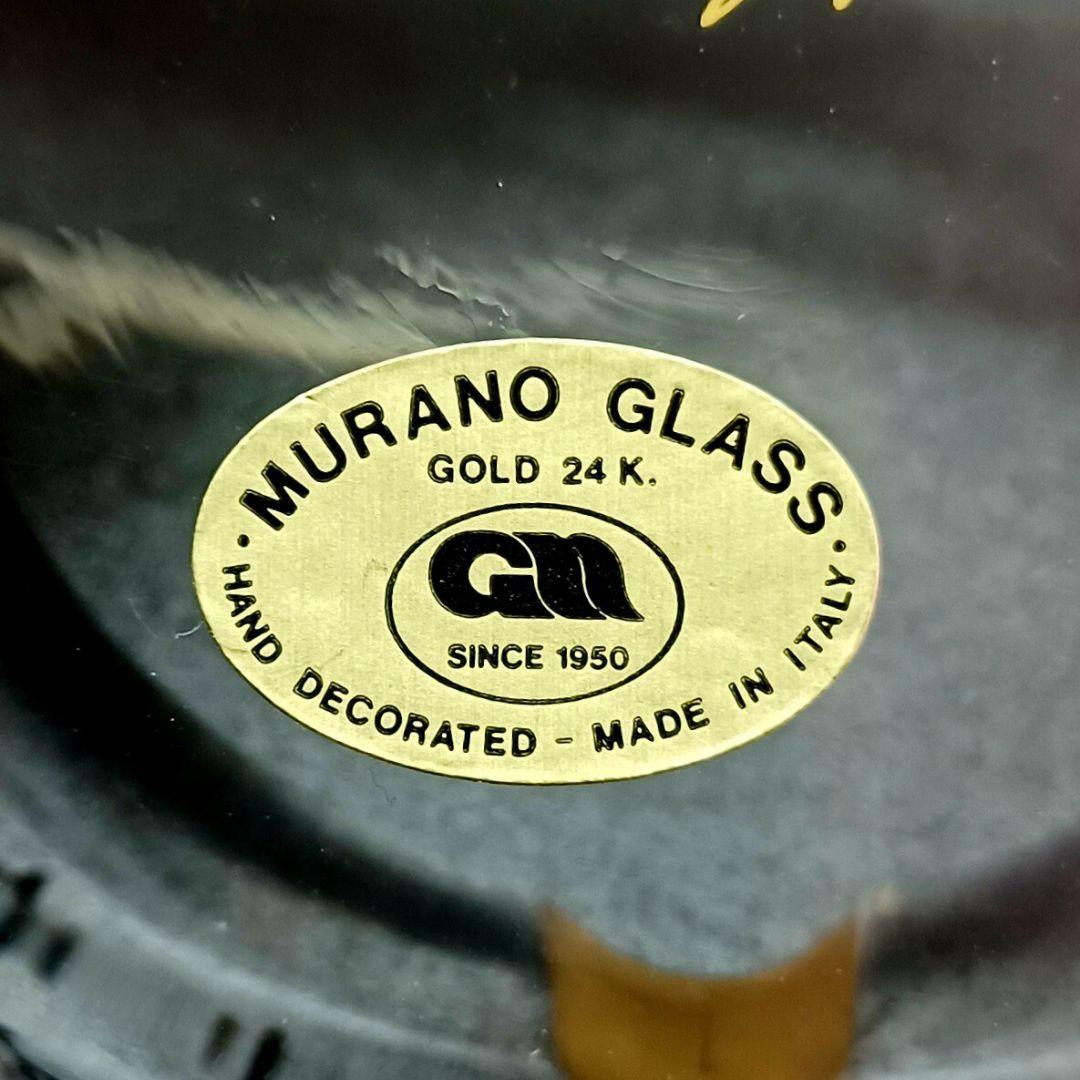 · MURANO GLASS ·
GOLD 24 K.
GM
SINCE 1950
HAND DECORATED - MADE IN ITALY